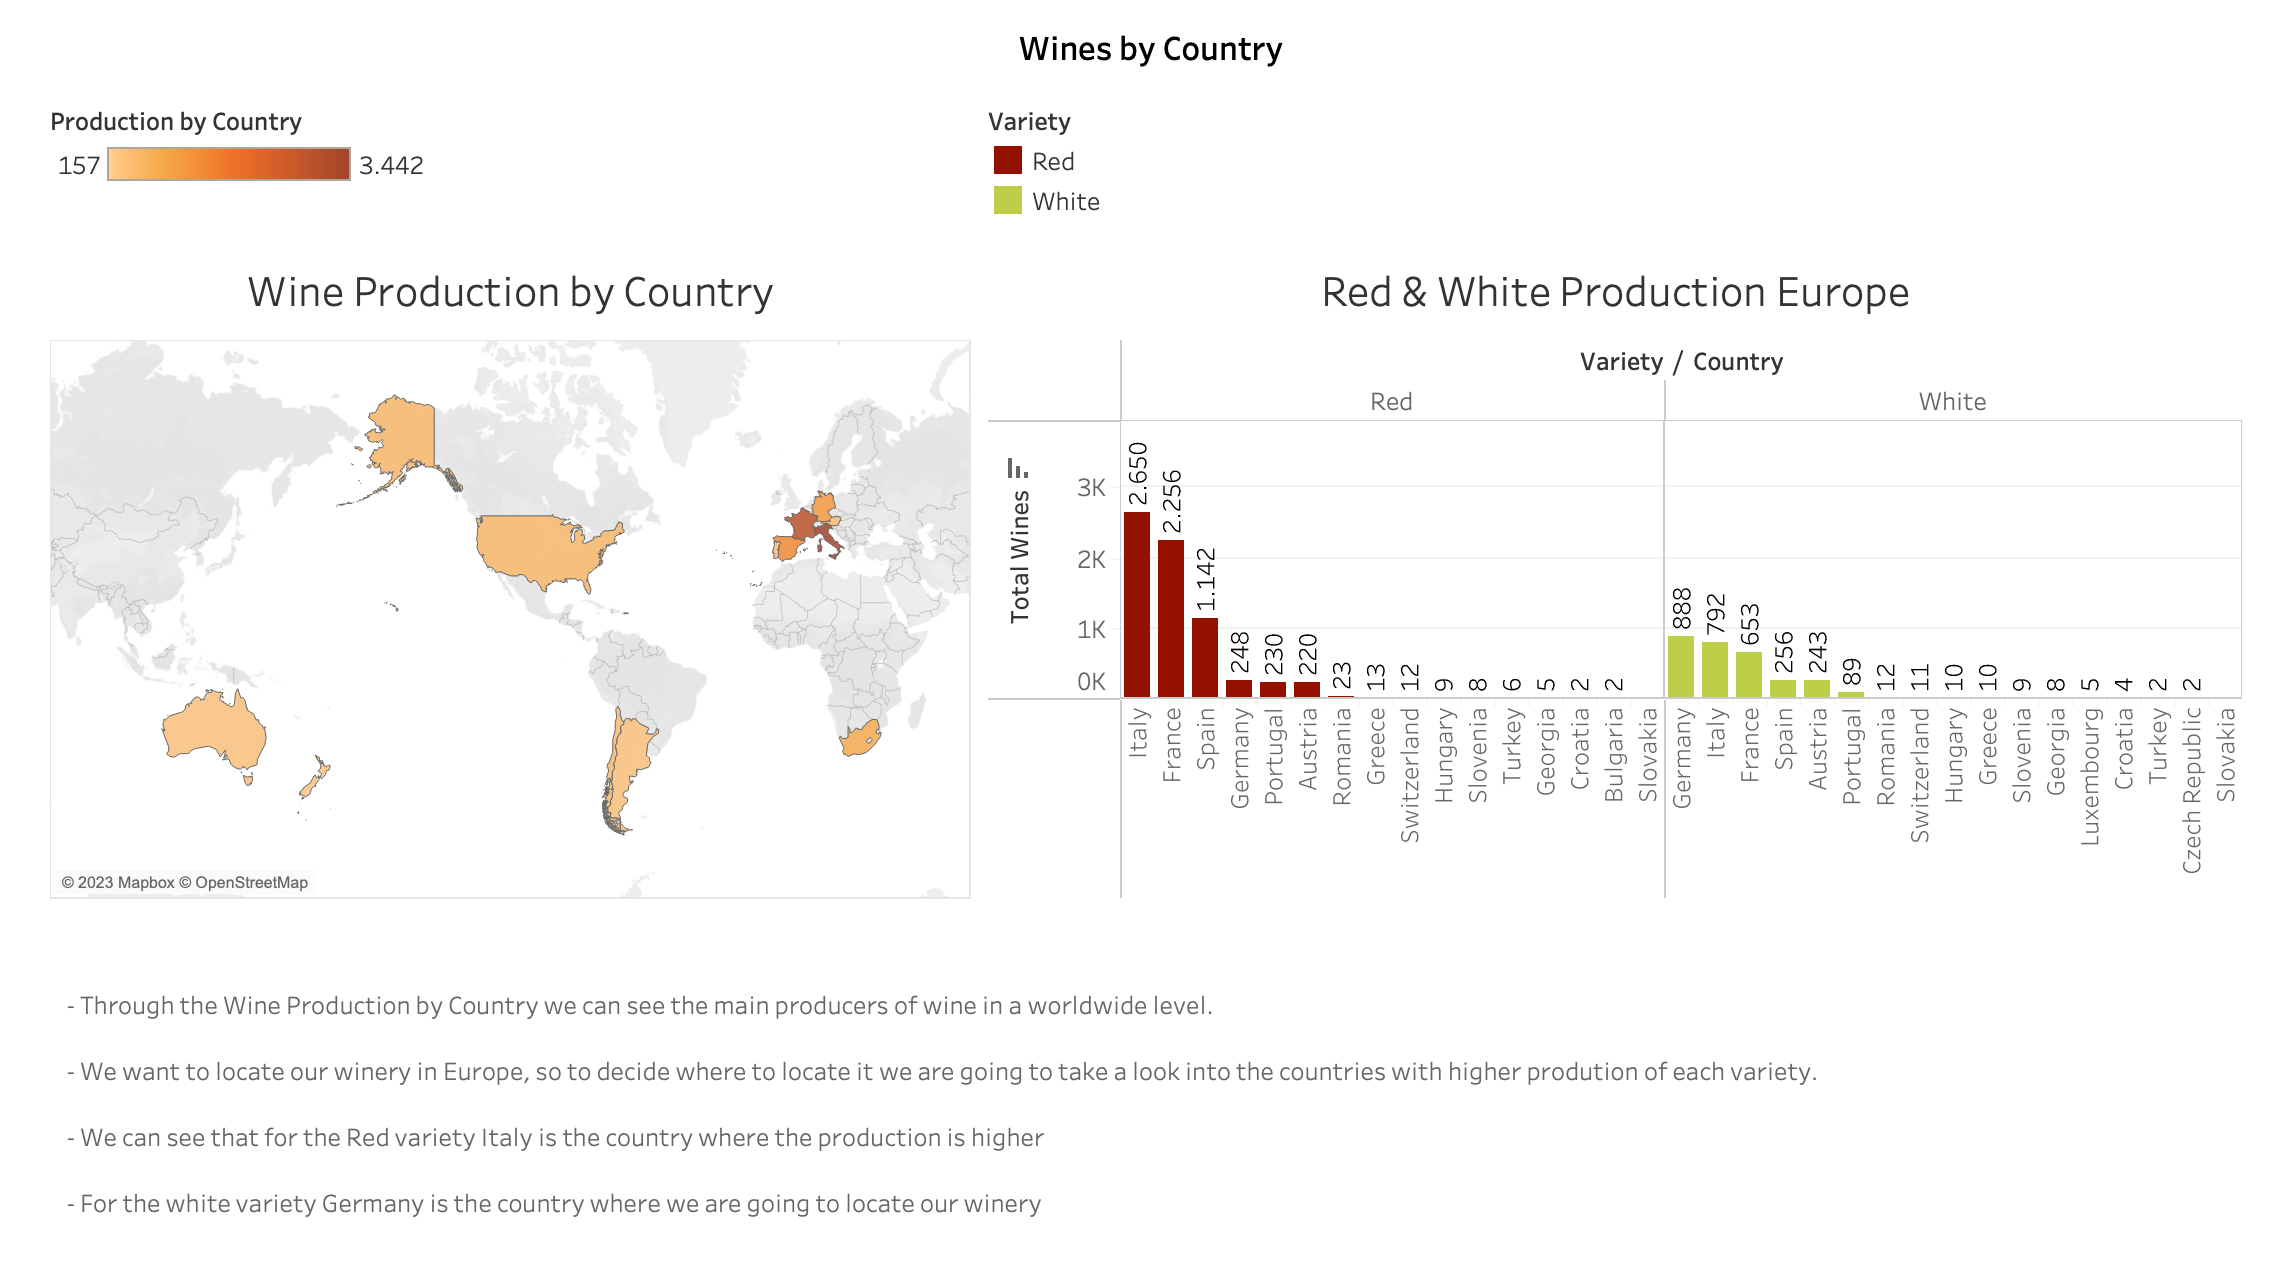 Wines by Country
Production by Country
157 3.442
Variety
Red
White
Wine Production by Country
© 2023 Mapbox © OpenStreetMap
Red & White Production Europe
Variety / Country
Red White
Total Wines
3K
2K
1K
0K
2.650 2.256 1.142 248 230 220 23 13 12 9 8 6 5 2 2 888 792 653 256 243 89 12 11 10 10 9 8 5 4 2 2
Italy France Spain Germany Portugal Austria Romania Greece Switzerland Hungary Slovenia Turkey Georgia Croatia Bulgaria Slovakia Germany Italy France Spain Austria Portugal Romania Switzerland Hungary Greece Slovenia Georgia Luxembourg Croatia Turkey Czech Republic Slovakia
- Through the Wine Production by Country we can see the main producers of wine in a worldwide level.
- We want to locate our winery in Europe, so to decide where to locate it we are going to take a look into the countries with higher prodution of each variety.
- We can see that for the Red variety Italy is the country where the production is higher
- For the white variety Germany is the country where we are going to locate our winery